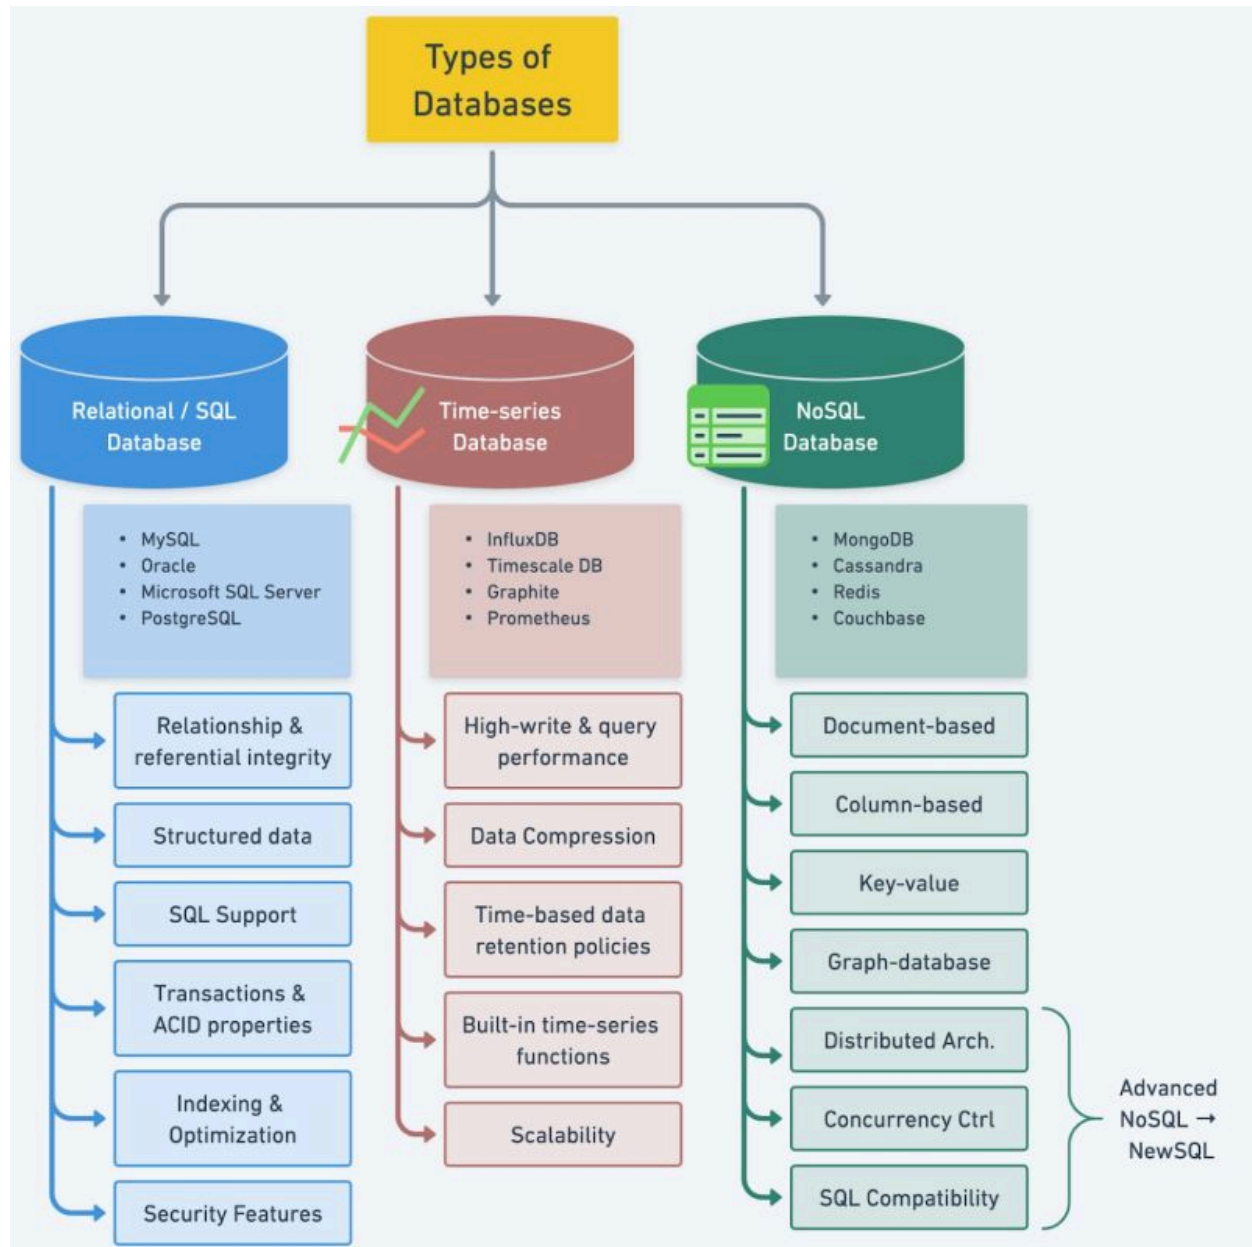 Types of
Databases
Relational / SQL
Database
Time-series
Database
NoSQL
Database
• MySQL
• Oracle
• Microsoft SQL Server
• PostgreSQL
• InfluxDB
• Timescale DB
• Graphite
• Prometheus
• MongoDB
• Cassandra
• Redis
• Couchbase
Relationship &
referential integrity
Structured data
SQL Support
Transactions &
ACID properties
Indexing &
Optimization
Security Features
High-write & query
performance
Data Compression
Time-based data
retention policies
Built-in time-series
functions
Scalability
Document-based
Column-based
Key-value
Graph-database
Distributed Arch.
Concurrency Ctrl
SQL Compatibility
Advanced
NoSQL →
NewSQL